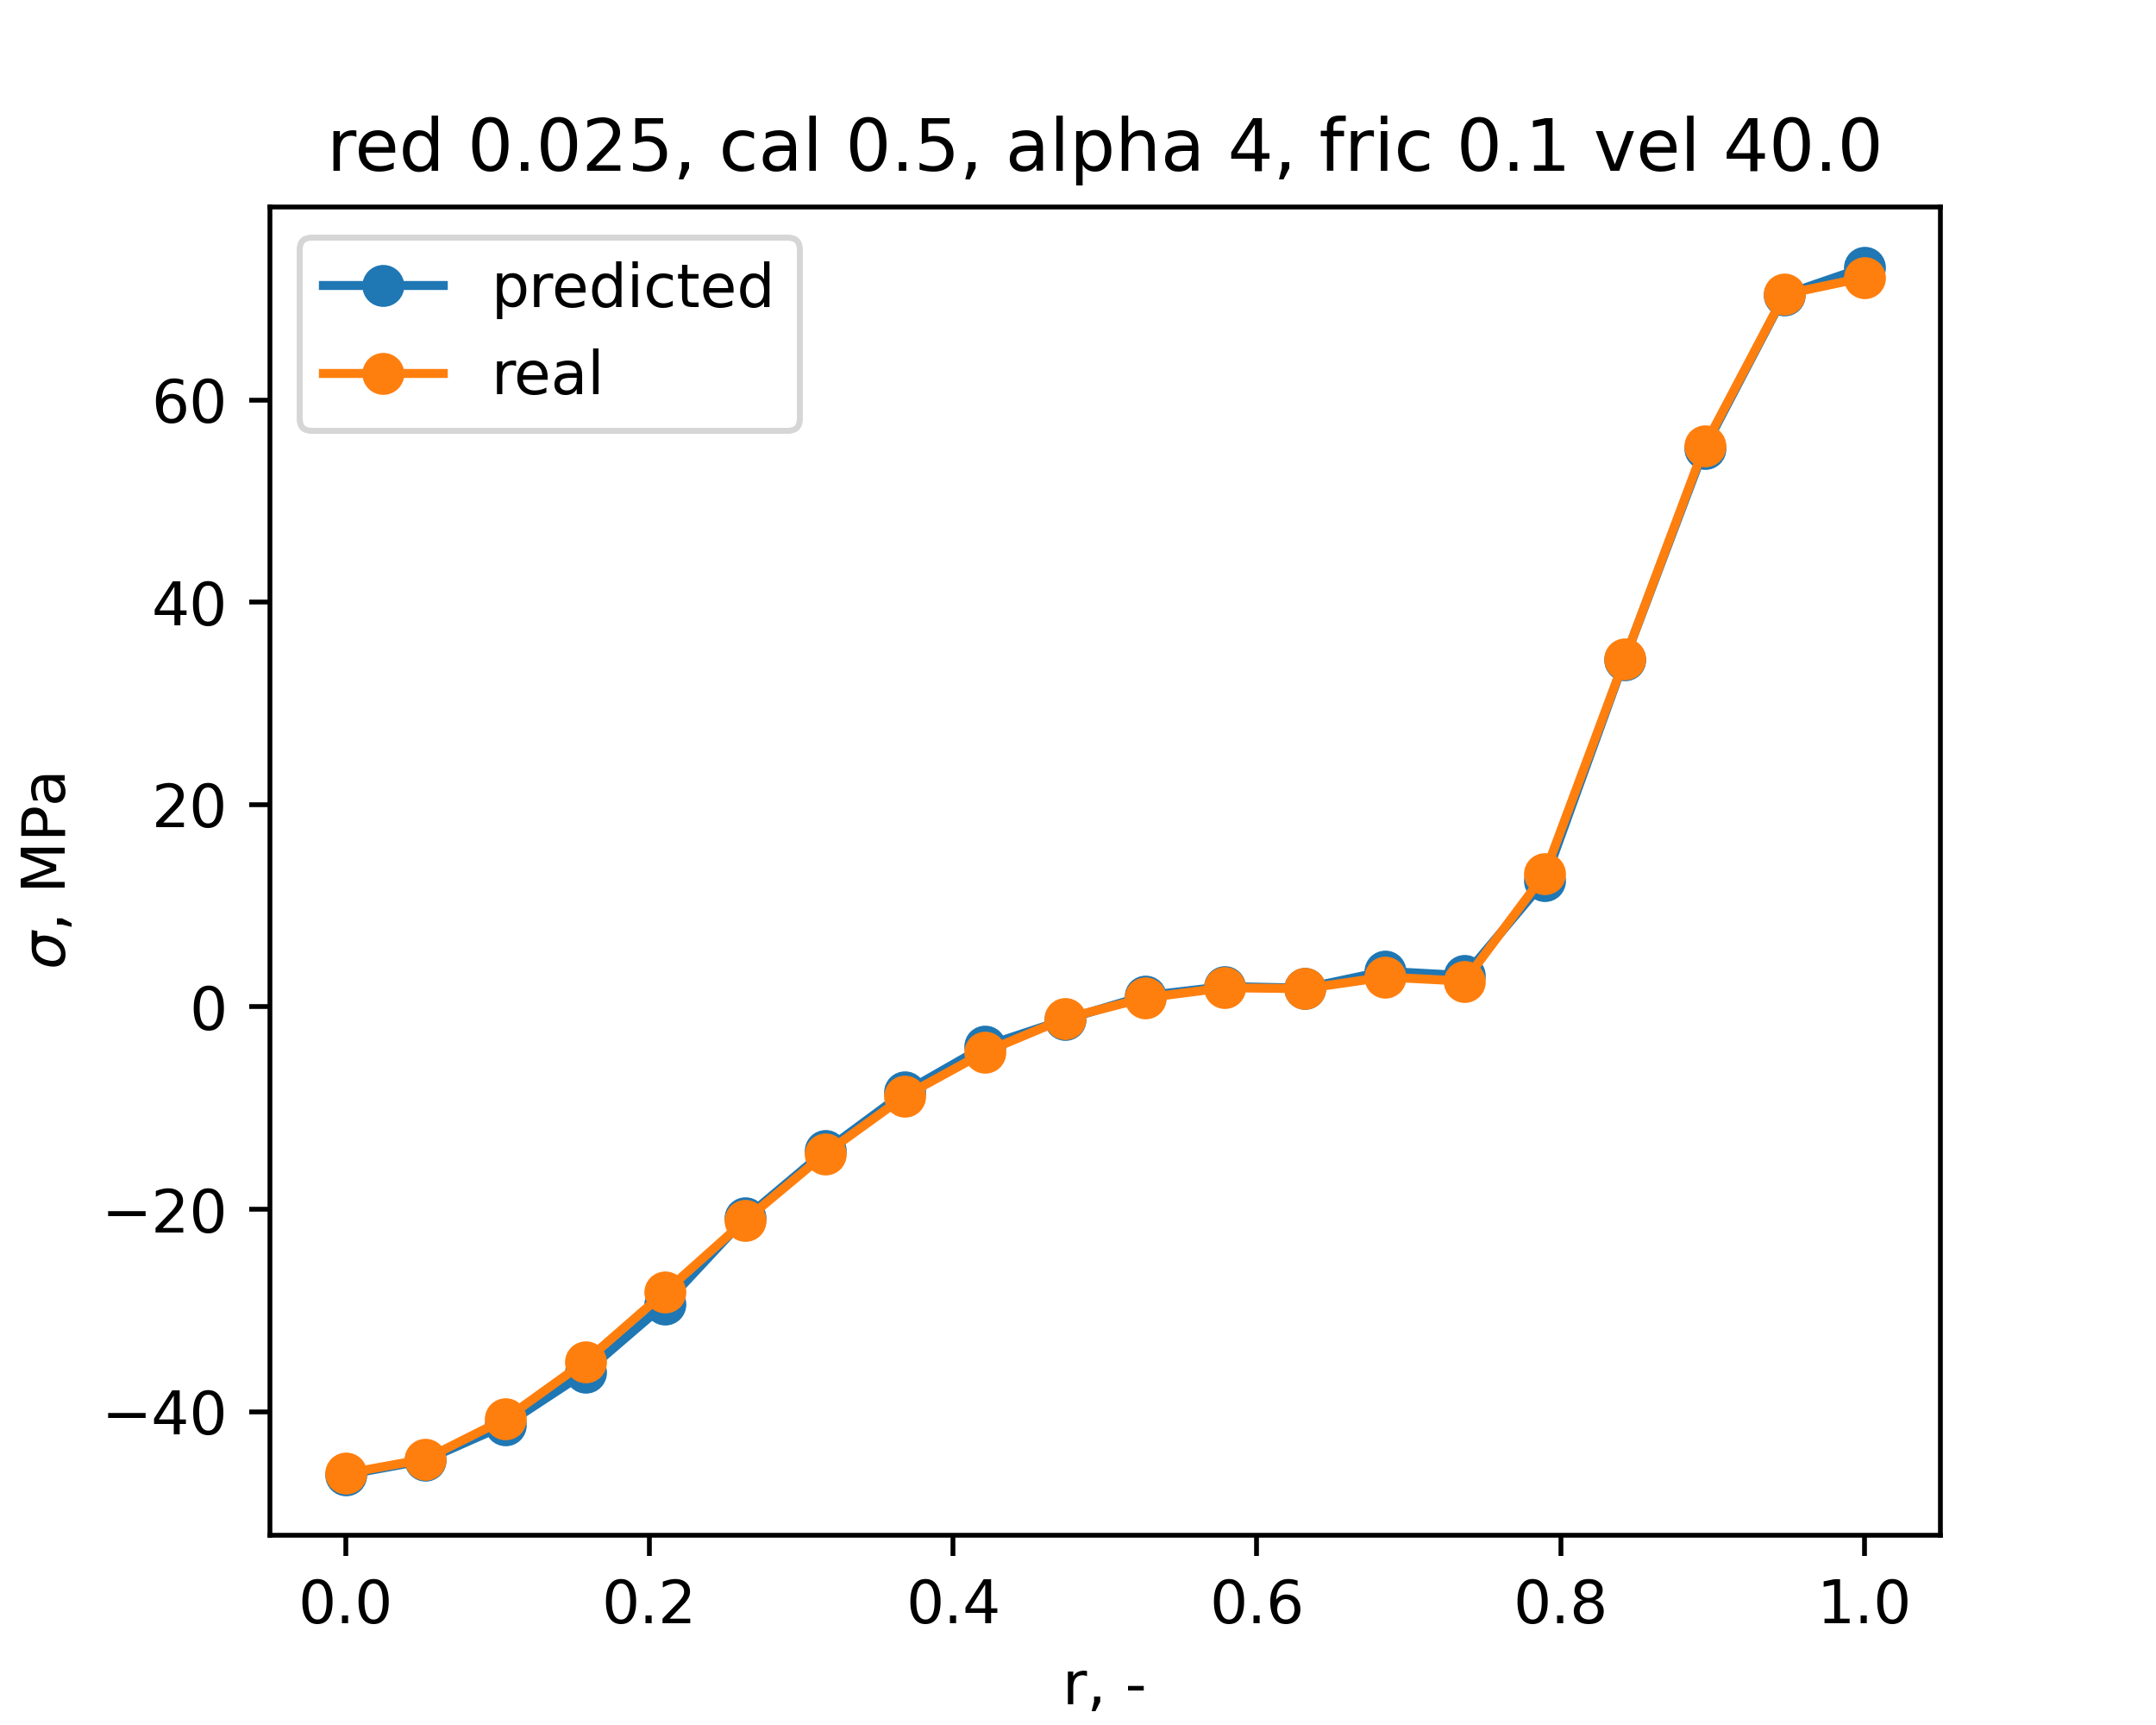 red 0.025, cal 0.5, alpha 4, fric 0.1 vel 40.0
predicted
real
60
40
20
0
−20
−40
σ, MPa
0.0 0.2 0.4 0.6 0.8 1.0
r, -